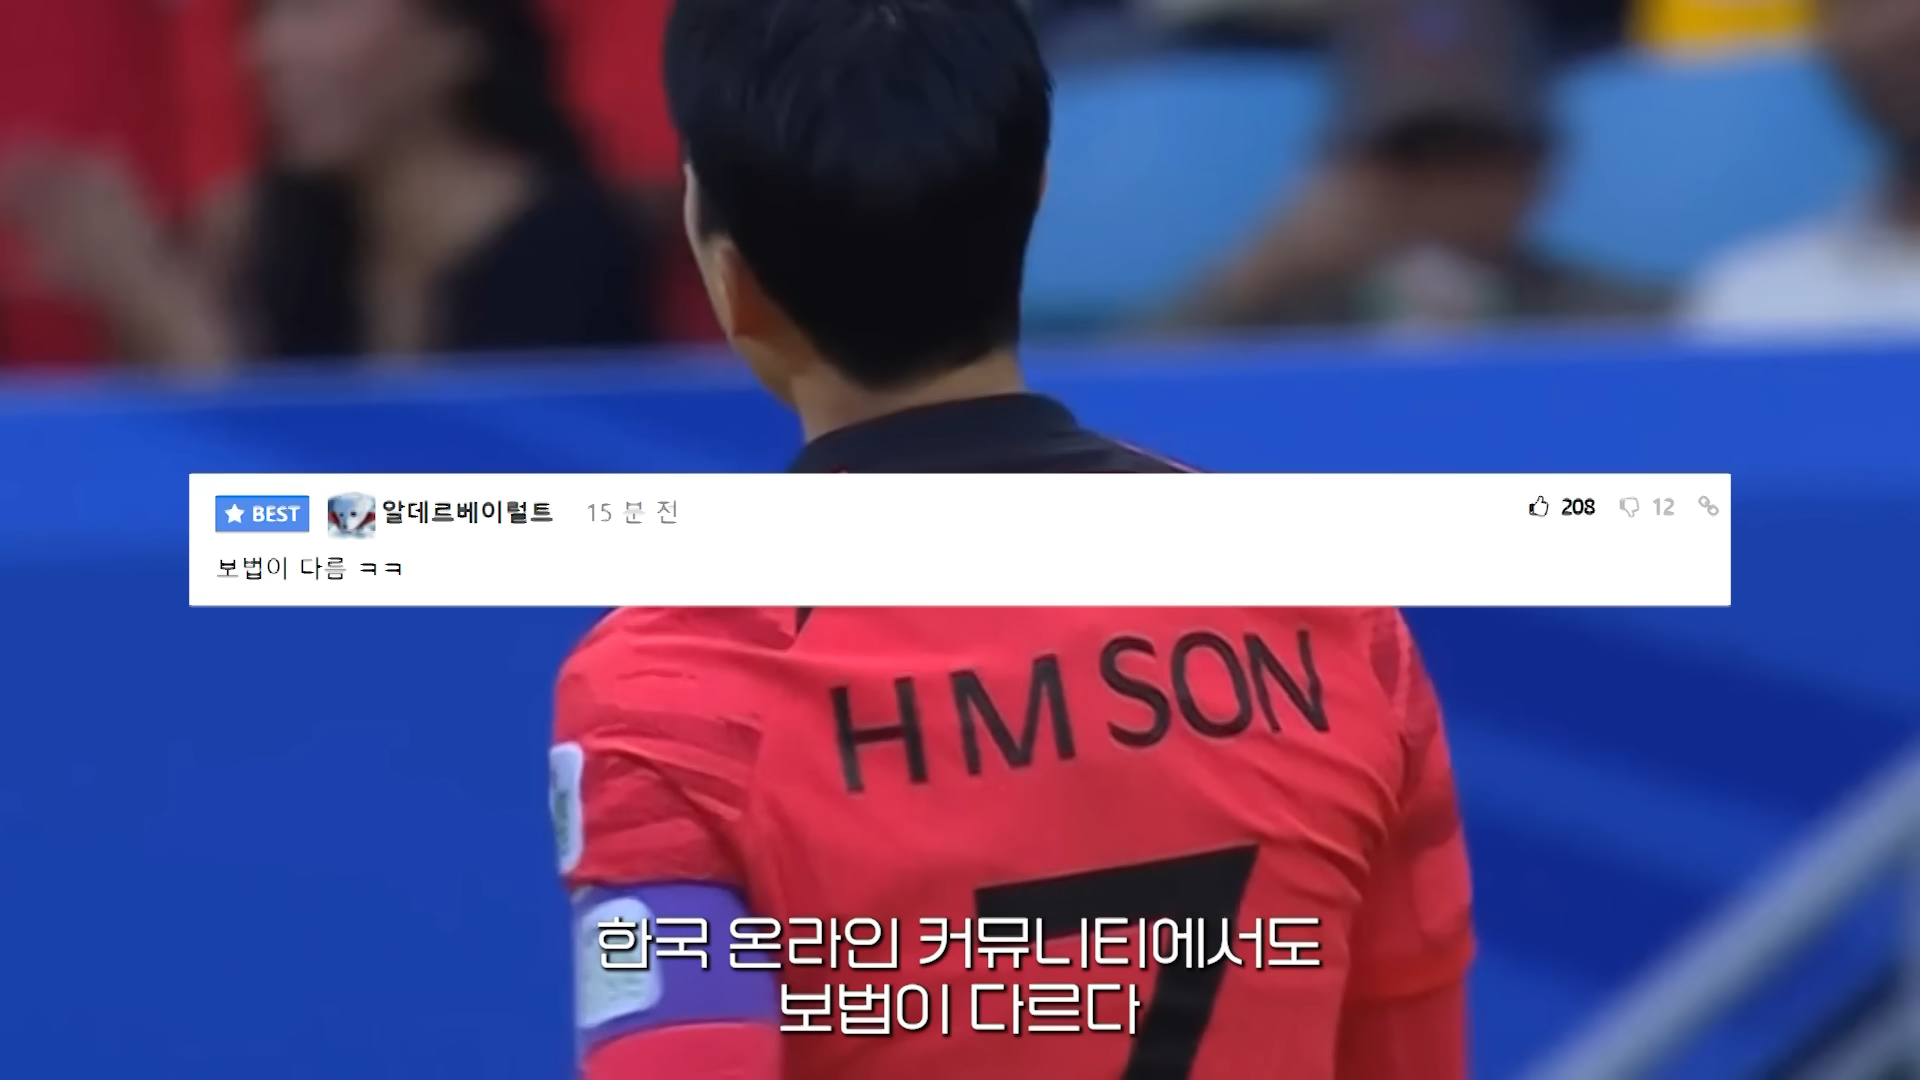 ★ BEST 알데르베이럴트 15 분 전 208 12
보법이 다름 ㅋㅋ
H M SON
7
한국 온라인 커뮤니티에서도
보법이 다르다